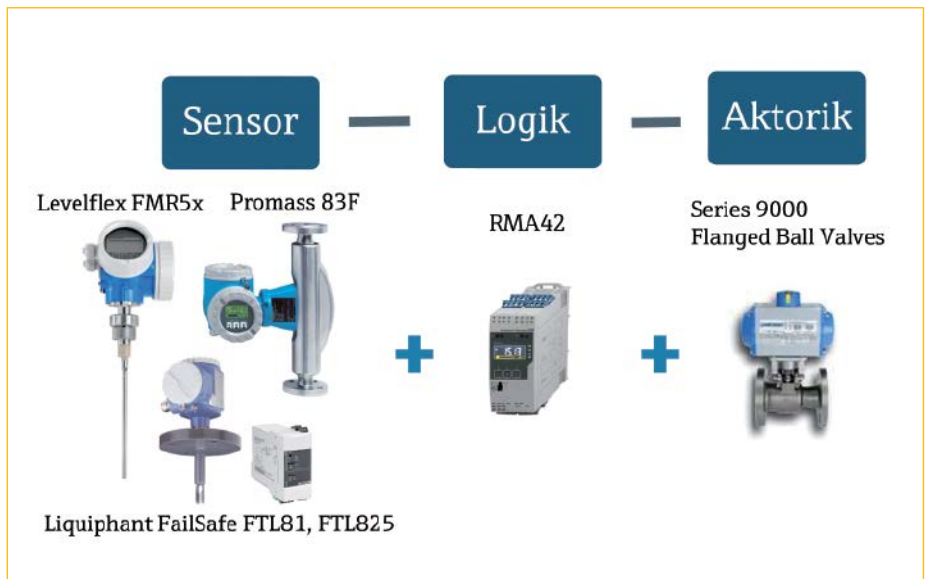 Sensor
Logik
Aktorik
Levelflex FMR5x
Promass 83F
RMA42
Series 9000
Flanged Ball Valves
Liquiphant FailSafe FTL81, FTL825